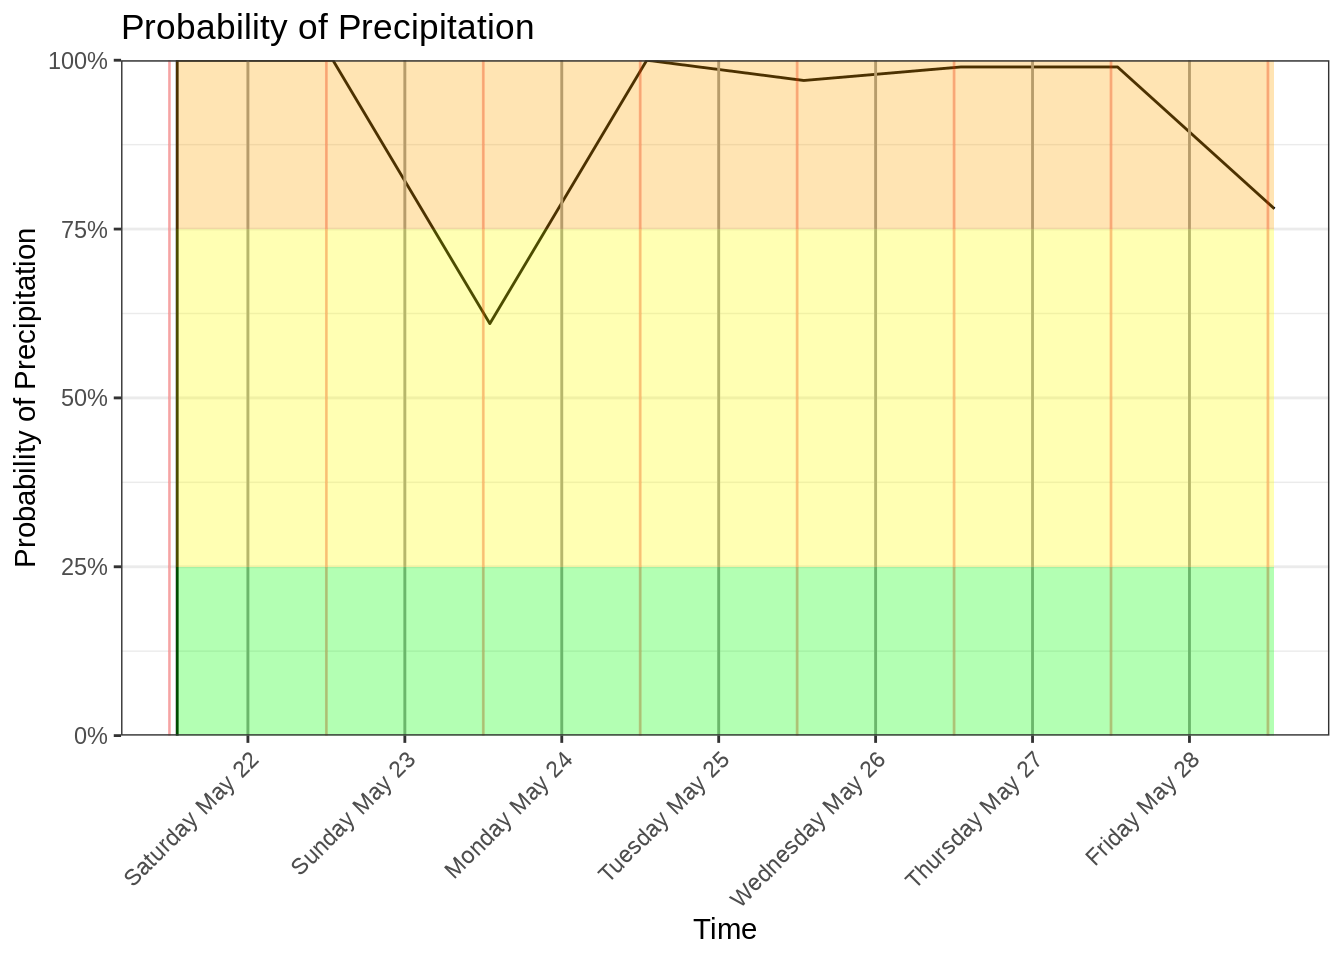 Probability of Precipitation
Probability of Precipitation
100%
75%
50%
25%
0%
Saturday May 22
Sunday May 23
Monday May 24
Tuesday May 25
Wednesday May 26
Thursday May 27
Friday May 28
Time